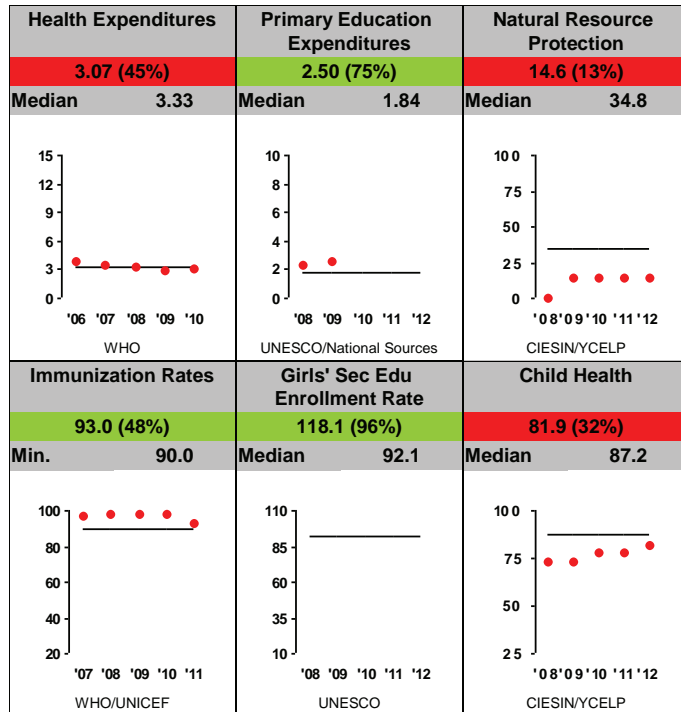 Health Expenditures
3.07 (45%)
Median 3.33
15
12
9
6
3
0
'06 '07 '08 '09 '10
WHO
Primary Education
Expenditures
2.50 (75%)
Median 1.84
10
8
6
4
2
0
'08 '09 '10 '11 '12
UNESCO/National Sources
Natural Resource
Protection
14.6 (13%)
Median 34.8
100
75
50
25
0
'08 '09 '10 '11 '12
CIESIN/YCELP
Immunization Rates
93.0 (48%)
Min. 90.0
100
80
60
40
20
'07 '08 '09 '10 '11
WHO/UNICEF
Girls' Sec Edu
Enrollment Rate
118.1 (96%)
Median 92.1
110
85
60
35
10
'08 '09 '10 '11 '12
UNESCO
Child Health
81.9 (32%)
Median 87.2
100
75
50
25
'08 '09 '10 '11 '12
CIESIN/YCELP